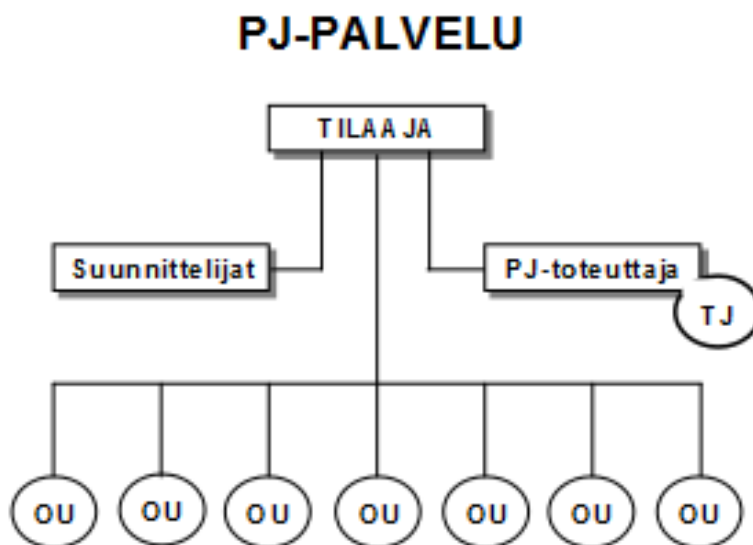 PJ-PALVELU
TILAAJA
Suunnittelijat
PJ-toteuttaja
TJ
OU
OU
OU
OU
OU
OU
OU